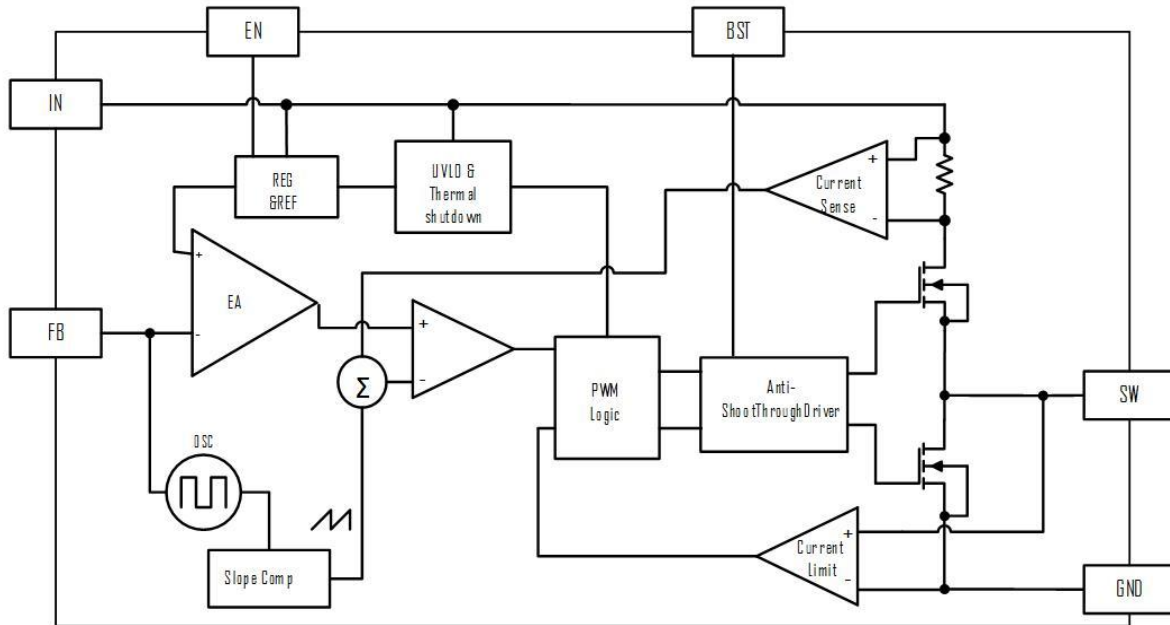 EN
BST
IN
REG
&REF
UVLO &
Thermal
shutdown
+
Current
Sense
-
+
EA
-
FB
+
-
Σ
PWM
Logic
Anti-
ShootThroughDriver
SW
OSC
Slope Comp
+
Current
Limit
-
GND